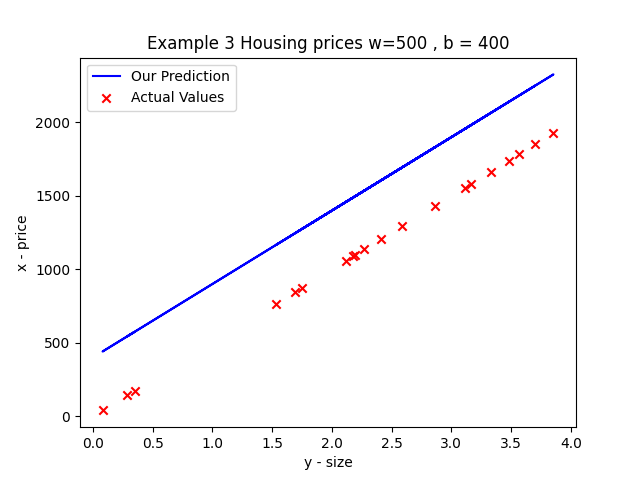 Example 3 Housing prices w=500 , b = 400
Our Prediction
Actual Values
2000
1500
1000
500
0
x - price
0.0 0.5 1.0 1.5 2.0 2.5 3.0 3.5 4.0
y - size